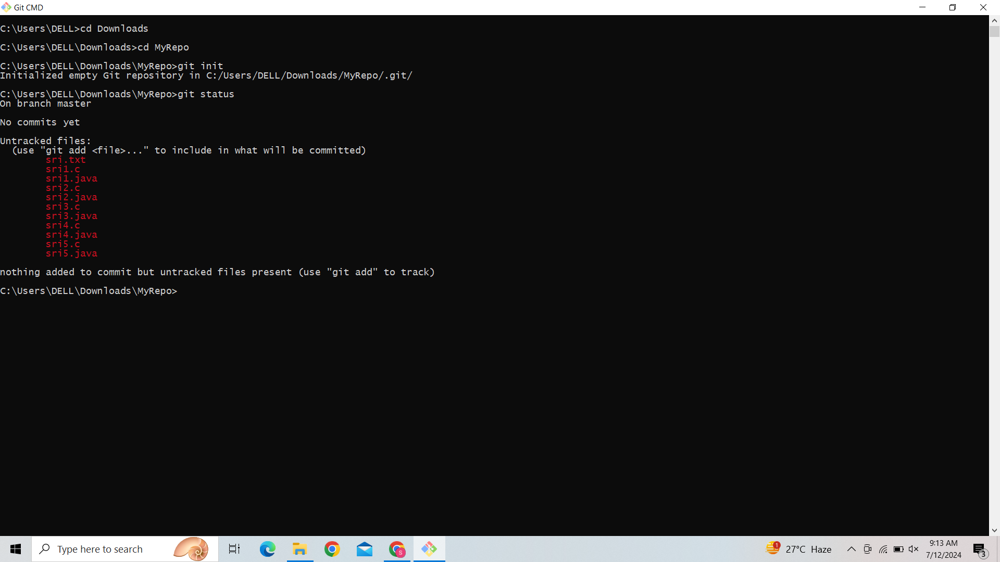 Git CMD
C:\Users\DELL>cd Downloads
C:\Users\DELL\Downloads>cd MyRepo
C:\Users\DELL\Downloads\MyRepo>git init
Initialized empty Git repository in C:/Users/DELL/Downloads/MyRepo/.git/
C:\Users\DELL\Downloads\MyRepo>git status
On branch master
No commits yet
Untracked files:
(use "git add <file>..." to include in what will be committed)
sri.txt
sri1.c
sri1.java
sri2.c
sri2.java
sri3.c
sri3.java
sri4.c
sri4.java
sri5.c
sri5.java
nothing added to commit but untracked files present (use "git add" to track)
C:\Users\DELL\Downloads\MyRepo>
Type here to search
S
1
27°C Haze
9:13 AM
7/12/2024
3